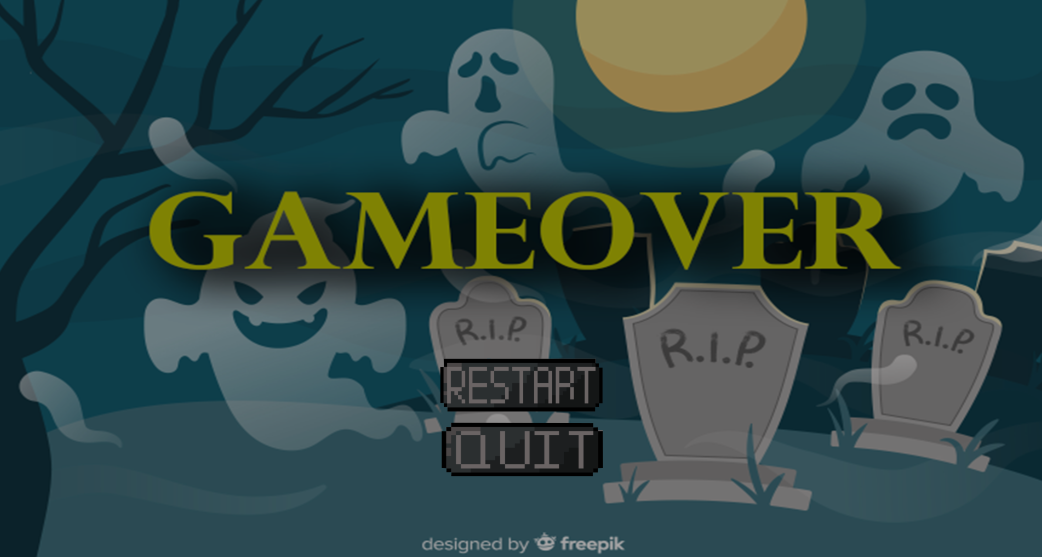 GAMEOVER
R.I.P.
R.I.P.
R.I.P.
RESTART
QUIT
designed by freepik